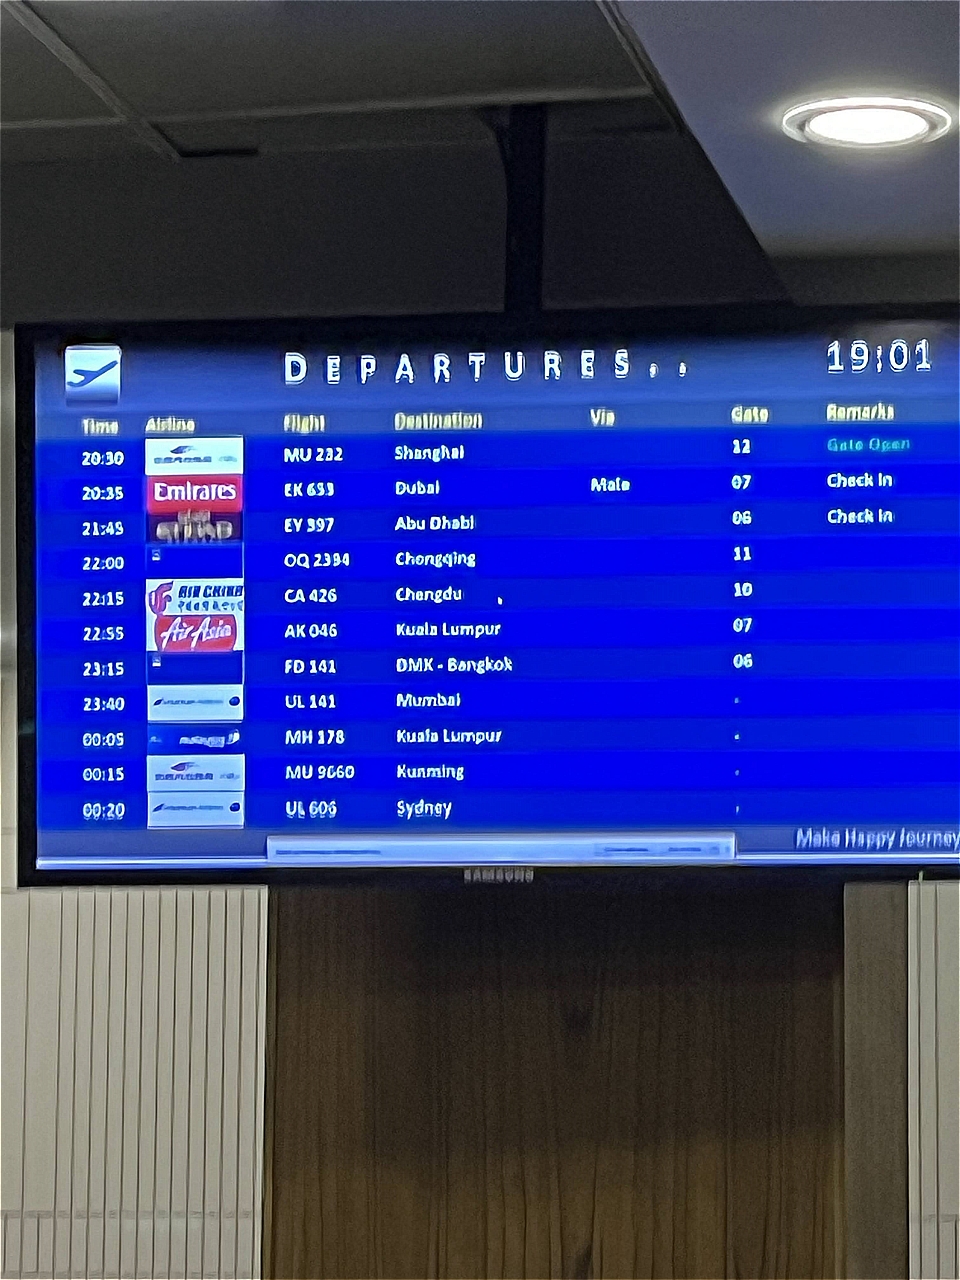 DEPARTURES.. 19:01
Time Airline Flight Destination Via Gate Remarks
20:30 MU 232 Shanghai 12 Gate Open
20:35 Emirates EK 653 Dubai Male 07 Check In
21:45 ETIHAD EY 397 Abu Dhabi 06 Check In
22:00 OQ 2394 Chongqing 11
22:15 AIR CHINA CA 426 Chengdu 10
22:55 AirAsia AK 046 Kuala Lumpur 07
23:15 FD 141 DMK - Bangkok 06
23:40 UL 141 Mumbai -
00:05 MH 178 Kuala Lumpur -
00:15 MU 9660 Kunming -
00:20 UL 606 Sydney -
Make Happy Journey
SAMSUNG